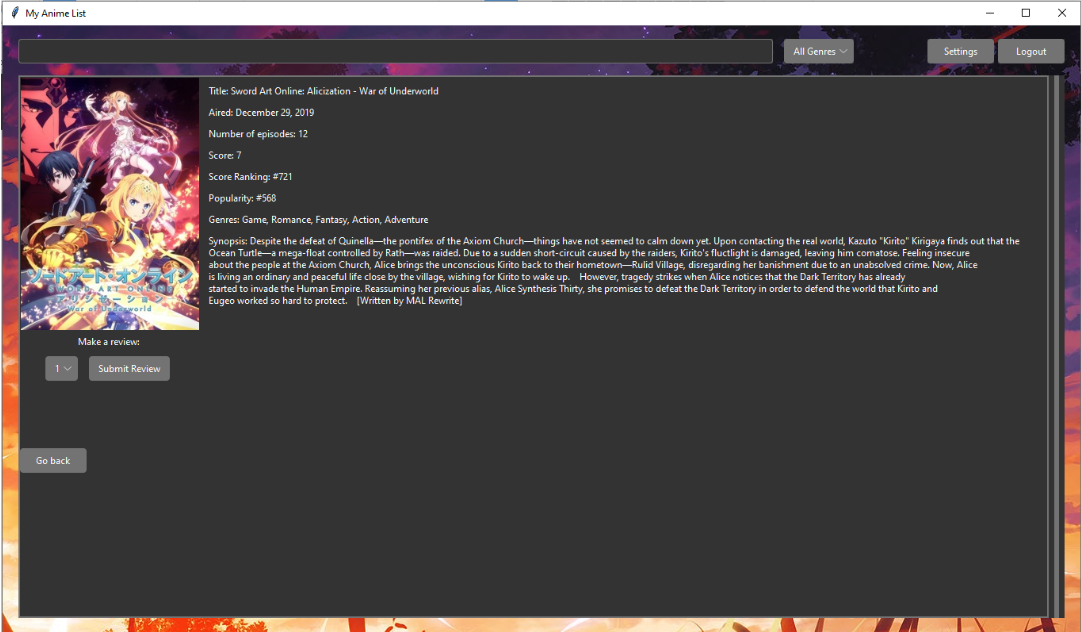 My Anime List
All Genres
Settings
Logout
Title: Sword Art Online: Alicization - War of Underworld
Aired: December 29, 2019
Number of episodes: 12
Score: 7
Score Ranking: #721
Popularity: #568
Genres: Game, Romance, Fantasy, Action, Adventure
Synopsis: Despite the defeat of Quinella—the pontifex of the Axiom Church—things have not seemed to calm down yet. Upon contacting the real world, Kazuto "Kirito" Kirigaya finds out that the
Ocean Turtle—a mega-float controlled by Rath—was raided. Due to a sudden short-circuit caused by the raiders, Kirito's fluctlight is damaged, leaving him comatose. Feeling insecure
about the people at the Axiom Church, Alice brings the unconscious Kirito back to their hometown—Rulid Village, disregarding her banishment due to an unabsolved crime. Now, Alice
is living an ordinary and peaceful life close by the village, wishing for Kirito to wake up.    However, tragedy strikes when Alice notices that the Dark Territory has already
started to invade the Human Empire. Reassuming her previous alias, Alice Synthesis Thirty, she promises to defeat the Dark Territory in order to defend the world that Kirito and
Eugeo worked so hard to protect.    [Written by MAL Rewrite]
ソードアート・オンライン
SWORD ART ONLINE
アリシゼーション
War of Underworld
Make a review:
1
Submit Review
Go back